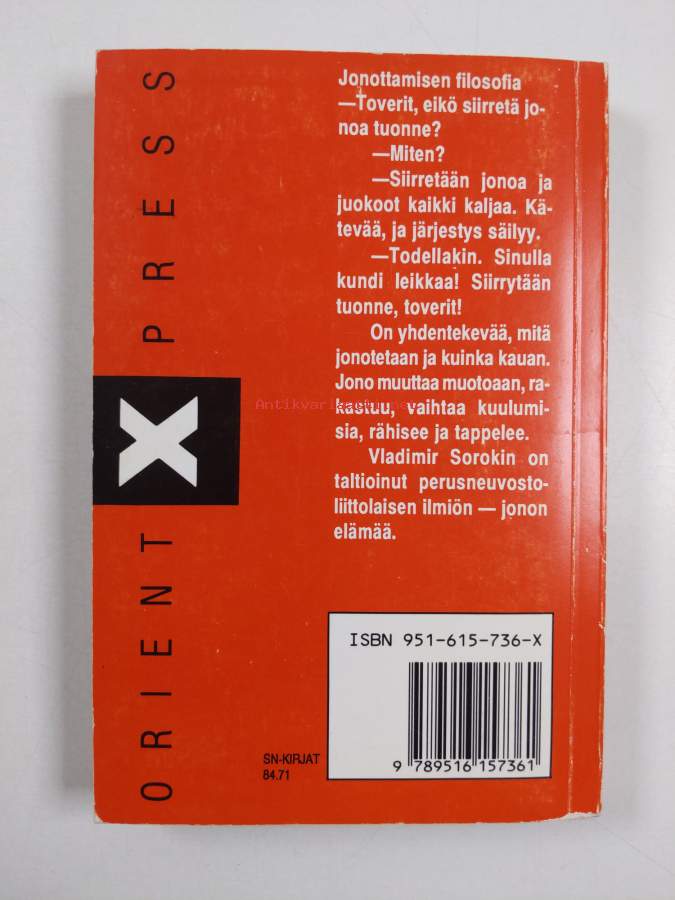 ORIENT X PRESS
Jonottamisen filosofia
—Toverit, eikö siirretä jo-
noa tuonne?
—Miten?
—Siirretään jonoa ja
juokoot kaikki kaljaa. Kä-
tevää, ja järjestys säilyy.
—Todellakin. Sinulla
kundi leikkaa! Siirrytään
tuonne, toverit!
On yhdentekevää, mitä
jonotetaan ja kuinka kauan.
Jono muuttaa muotoaan, ra-
kastuu, vaihtaa kuulumi-
sia, rähisee ja tappelee.
Vladimir Sorokin on
taltioinut perusneuvosto-
liittolaisen ilmiön — jonon
elämää.
ISBN 951-615-736-X
9 789516 157361
SN-KIRJAT
84.71